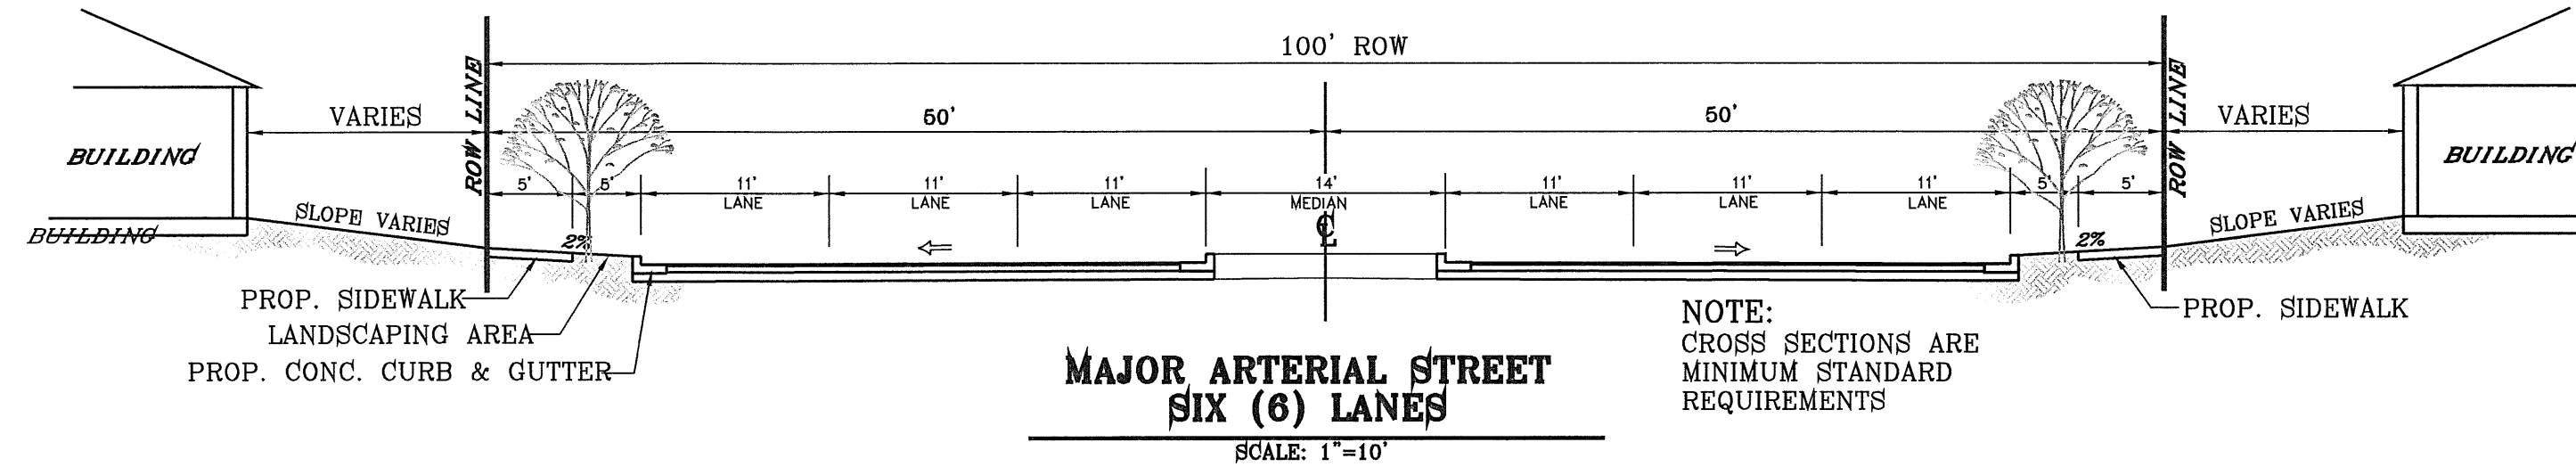 100' ROW
ROW LINE
ROW LINE
VARIES
50'
50'
VARIES
BUILDING
BUILDING
5'
5'
11'
LANE
11'
LANE
11'
LANE
14'
MEDIAN
11'
LANE
11'
LANE
11'
LANE
5'
5'
SLOPE VARIES
SLOPE VARIES
BUILDING
2%
℄
2%
PROP. SIDEWALK
LANDSCAPING AREA
PROP. CONC. CURB & GUTTER
PROP. SIDEWALK
NOTE:
CROSS SECTIONS ARE
MINIMUM STANDARD
REQUIREMENTS
MAJOR ARTERIAL STREET
SIX (6) LANES
SCALE: 1"=10'